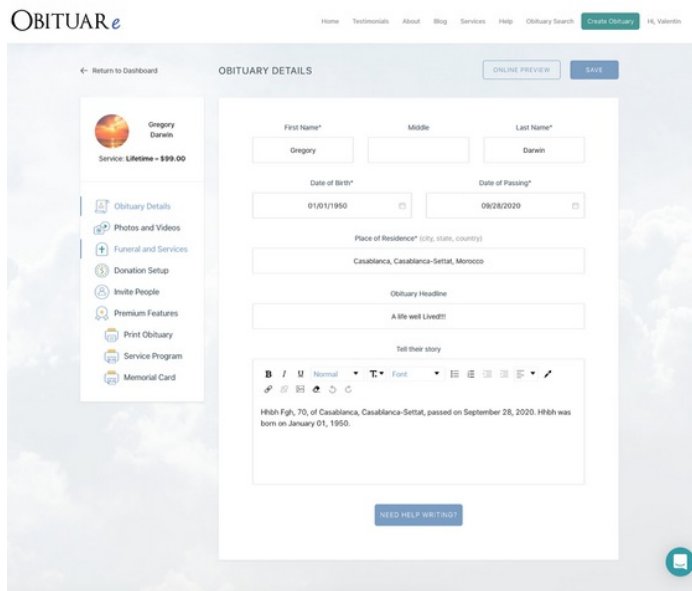 OBITUARe
Home Testimonials About Blog Services Help Obituary Search Create Obituary Hi, Valentin
Return to Dashboard
OBITUARY DETAILS
ONLINE PREVIEW
SAVE
Gregory
Darwin
Service: Lifetime – $99.00
Obituary Details
Photos and Videos
Funeral and Services
Donation Setup
Invite People
Premium Features
Print Obituary
Service Program
Memorial Card
First Name* Middle Last Name*
Gregory Darwin
Date of Birth* Date of Passing*
01/01/1950 09/28/2020
Place of Residence* (city, state, country)
Casablanca, Casablanca-Settat, Morocco
Obituary Headline
A life well Lived!!!
Tell their story
B I U Normal T Font
Hhbh Fgh, 70, of Casablanca, Casablanca-Settat, passed on September 28, 2020. Hhbh was
born on January 01, 1950.
NEED HELP WRITING?